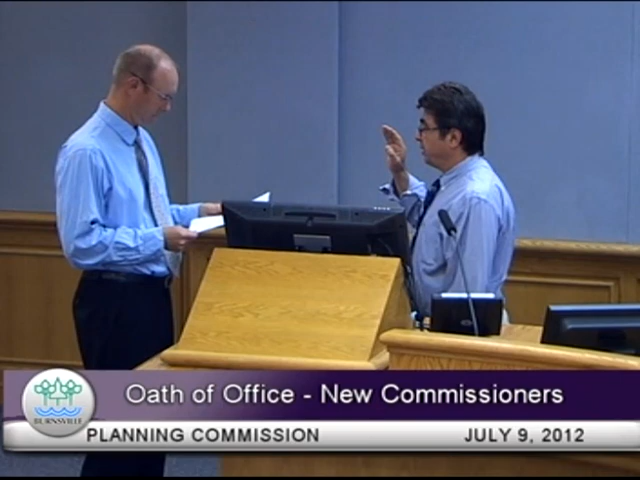 Oath of Office - New Commissioners
BURNSVILLE
PLANNING COMMISSION JULY 9, 2012